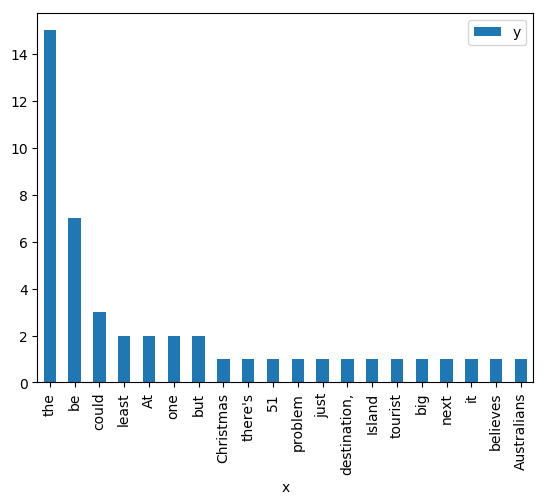 y
14
12
10
8
6
4
2
0
the
be
could
least
At
one
but
Christmas
there's
51
problem
just
destination,
Island
tourist
big
next
it
believes
Australians
x